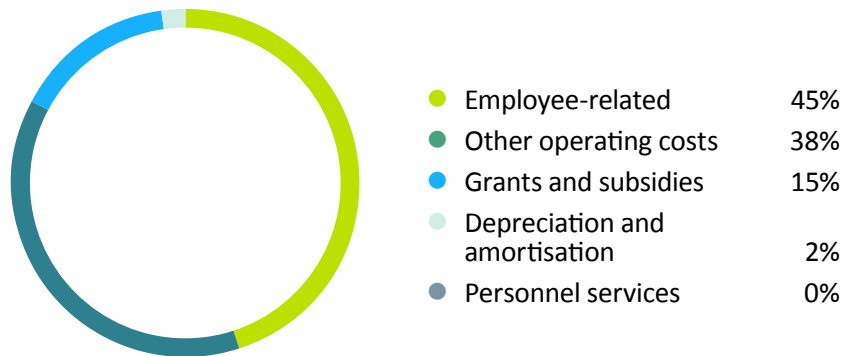 Employee-related 45%
Other operating costs 38%
Grants and subsidies 15%
Depreciation and
amortisation 2%
Personnel services 0%